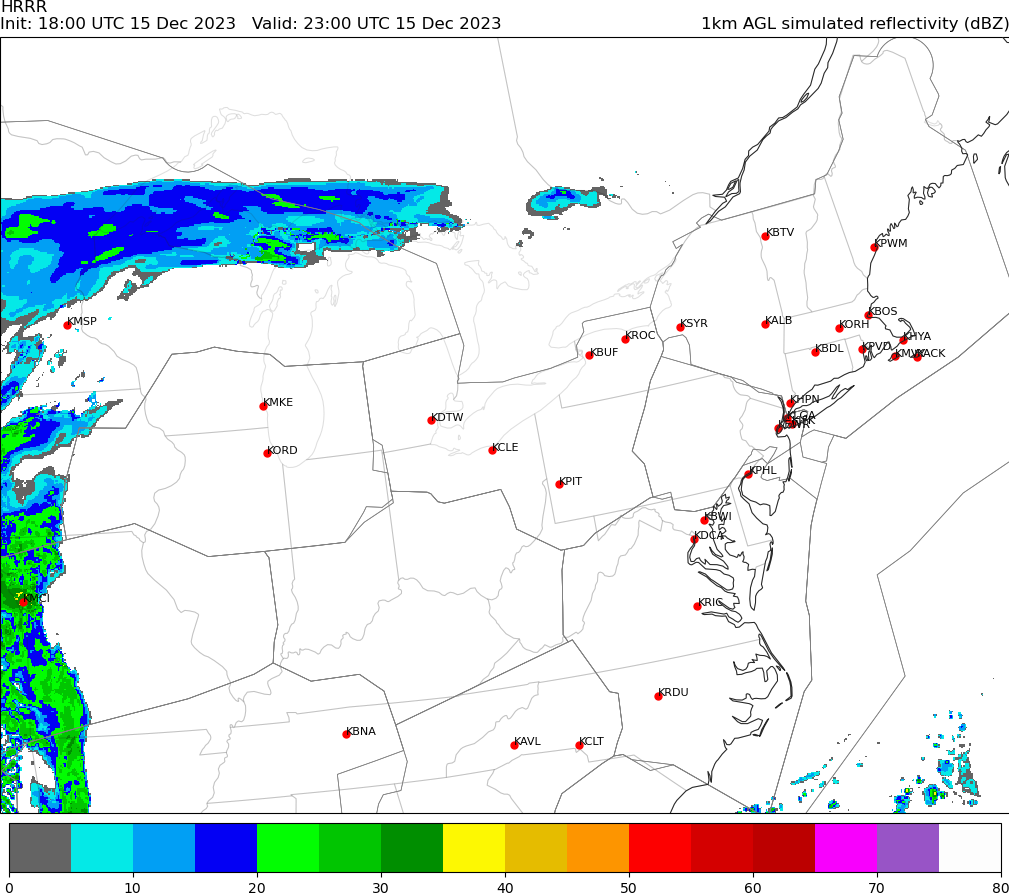 HRRR
Init: 18:00 UTC 15 Dec 2023   Valid: 23:00 UTC 15 Dec 2023   1km AGL simulated reflectivity (dBZ)
KBTV
KPWM
KBOS
KMSP
KSYR
KALB
KORH
KROC
KHYA
KBUF
KBDL
KPVD
KACK
KMKE
KHPN
KDTW
KLGA
KORD
KCLE
KPHL
KPIT
KBWI
KDCA
KMCI
KRIC
KRDU
KBNA
KAVL
KCLT
0 10 20 30 40 50 60 70 80